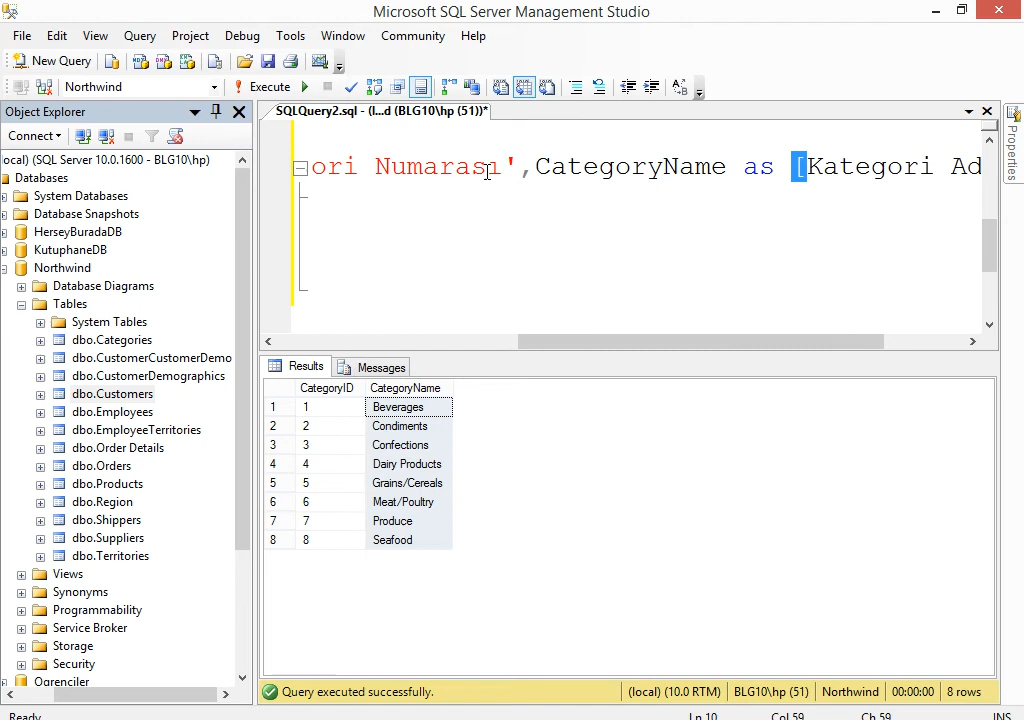 Microsoft SQL Server Management Studio
File Edit View Query Project Debug Tools Window Community Help
New Query
Northwind Execute
Object Explorer
SQLQuery2.sql - (l...d (BLG10\hp (51))*
Connect
ori Numarası',CategoryName as [Kategori Ad
Properties
ocal) (SQL Server 10.0.1600 - BLG10\hp)
Databases
System Databases
Database Snapshots
HerseyBuradaDB
KutuphaneDB
Northwind
Database Diagrams
Tables
System Tables
dbo.Categories
dbo.CustomerCustomerDemo
dbo.CustomerDemographics
dbo.Customers
dbo.Employees
dbo.EmployeeTerritories
dbo.Order Details
dbo.Orders
dbo.Products
dbo.Region
dbo.Shippers
dbo.Suppliers
dbo.Territories
Views
Synonyms
Programmability
Service Broker
Storage
Security
Ogrenciler
Results Messages
CategoryID CategoryName
1 1 Beverages
2 2 Condiments
3 3 Confections
4 4 Dairy Products
5 5 Grains/Cereals
6 6 Meat/Poultry
7 7 Produce
8 8 Seafood
Query executed successfully. (local) (10.0 RTM) BLG10\hp (51) Northwind 00:00:00 8 rows
Ready Ln 10 Col 59 Ch 59 INS